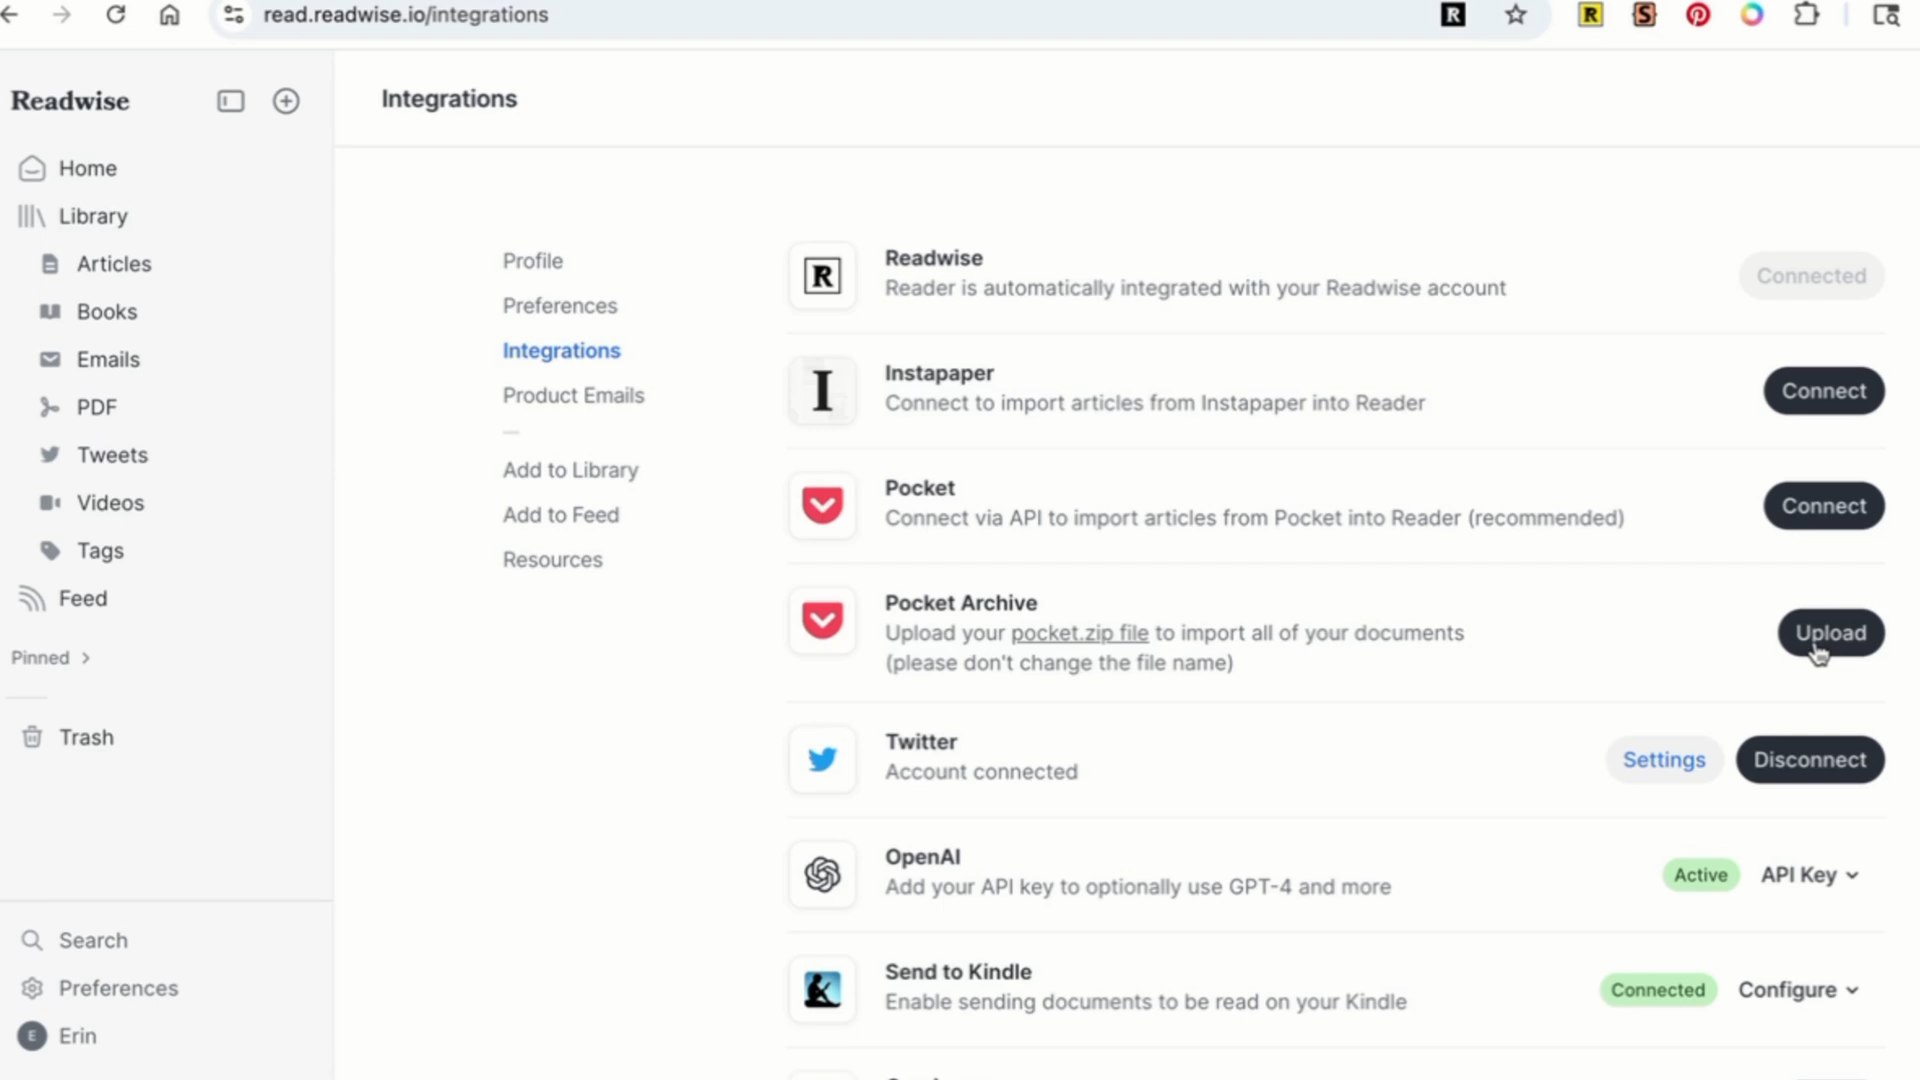 read.readwise.io/integrations
R
R
S
Readwise
Integrations
Home
Library
Articles
Books
Emails
PDF
Tweets
Videos
Tags
Feed
Pinned
Trash
Search
Preferences
E
Erin
Profile
Preferences
Integrations
Product Emails
Add to Library
Add to Feed
Resources
R
Readwise
Reader is automatically integrated with your Readwise account
Connected
I
Instapaper
Connect to import articles from Instapaper into Reader
Connect
Pocket
Connect via API to import articles from Pocket into Reader (recommended)
Connect
Pocket Archive
Upload your pocket.zip file to import all of your documents
(please don't change the file name)
Upload
Twitter
Account connected
Settings
Disconnect
OpenAI
Add your API key to optionally use GPT-4 and more
Active
API Key
Send to Kindle
Enable sending documents to be read on your Kindle
Connected
Configure